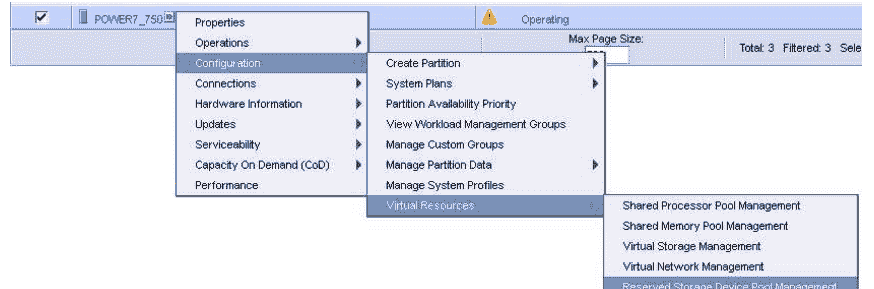 POWER7_750
Operating
Max Page Size:
Total: 3 Filtered: 3 Sele
Properties
Operations
Configuration
Connections
Hardware Information
Updates
Serviceability
Capacity On Demand (CoD)
Performance
Create Partition
System Plans
Partition Availability Priority
View Workload Management Groups
Manage Custom Groups
Manage Partition Data
Manage System Profiles
Virtual Resources
Shared Processor Pool Management
Shared Memory Pool Management
Virtual Storage Management
Virtual Network Management
Reserved Storage Device Pool Management